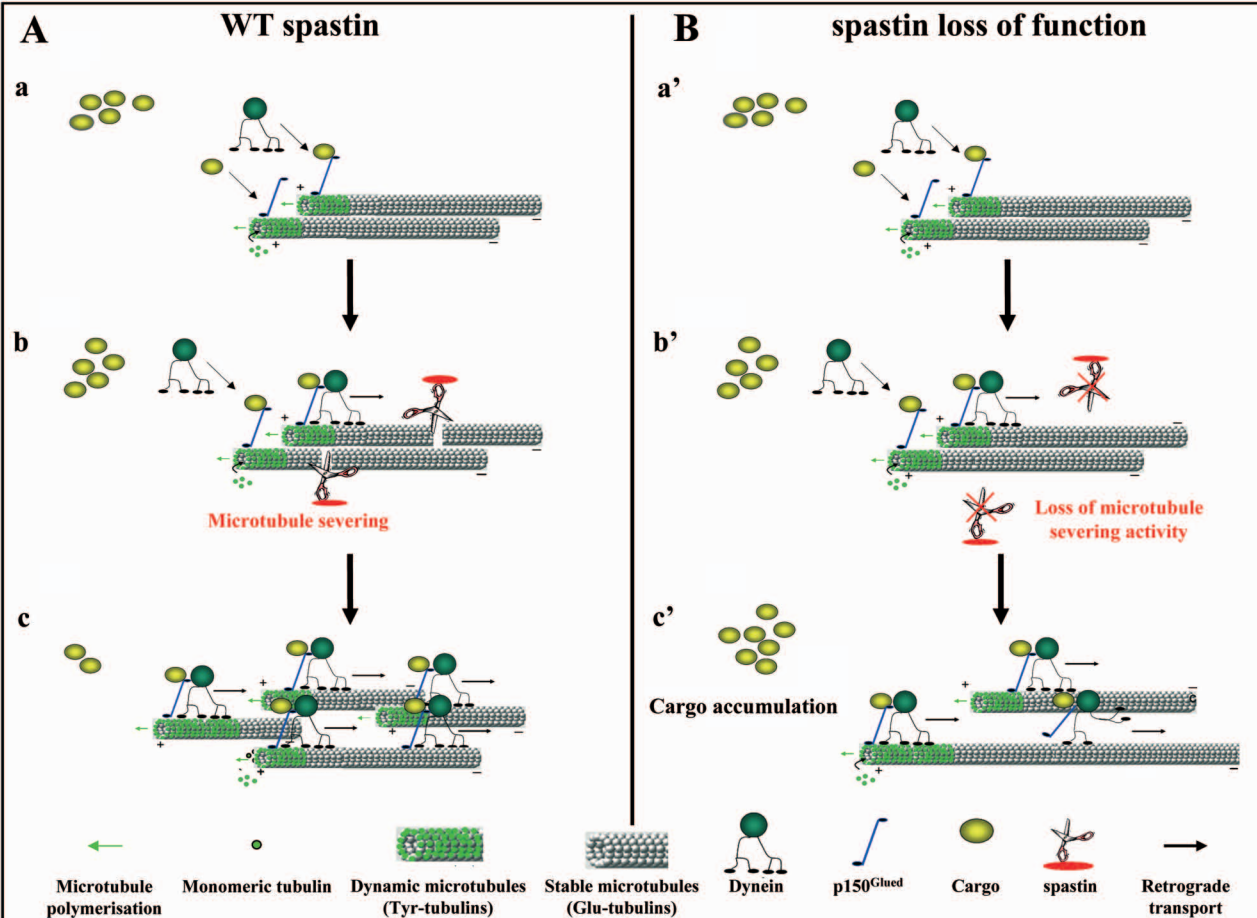 A WT spastin
B spastin loss of function
a
+
−
+
−
a’
+
−
+
−
b
+
−
+
−
Microtubule severing
b’
+
−
+
−
Loss of microtubule
severing activity
c
+
−
+
−
+
−
c’
Cargo accumulation
+
−
c
+
−
Microtubule
polymerisation
Monomeric tubulin
Dynamic microtubules
(Tyr-tubulins)
Stable microtubules
(Glu-tubulins)
Dynein
p150Glued
Cargo
spastin
Retrograde
transport